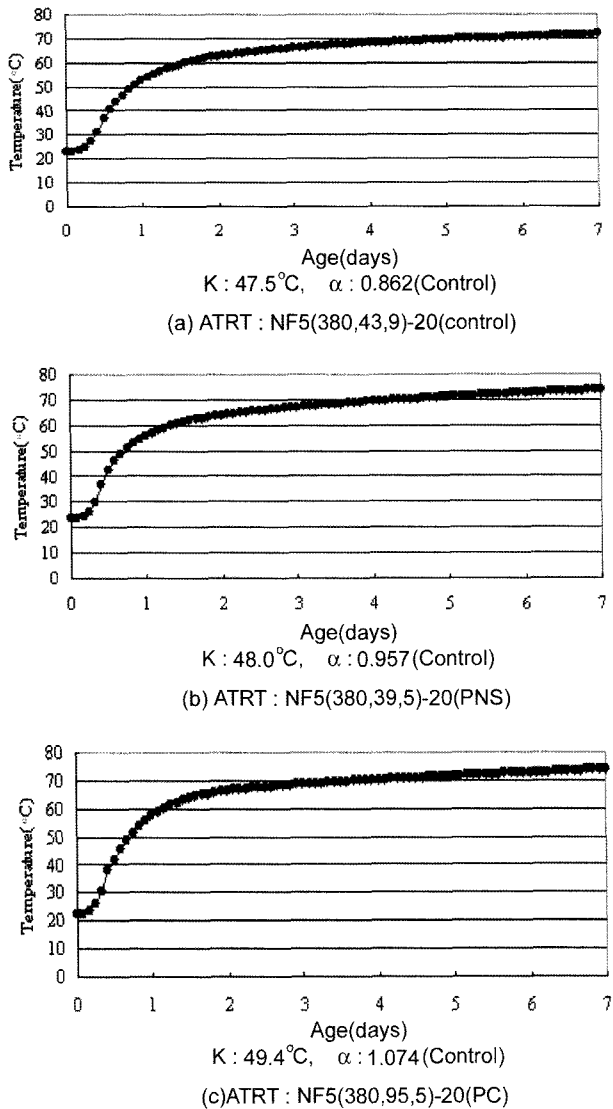 80
70
60
50
40
30
20
10
0
Temperature(°C)
0 1 2 3 4 5 6 7
Age(days)
K : 47.5°C, α : 0.862(Control)
(a) ATRT : NF5(380,43,9)-20(control)
80
70
60
50
40
30
20
10
0
Temperature(°C)
0 1 2 3 4 5 6 7
Age(days)
K : 48.0°C, α : 0.957(Control)
(b) ATRT : NF5(380,39,5)-20(PNS)
80
70
60
50
40
30
20
10
0
Temperature(°C)
0 1 2 3 4 5 6 7
Age(days)
K : 49.4°C, α : 1.074(Control)
(c)ATRT : NF5(380,95,5)-20(PC)